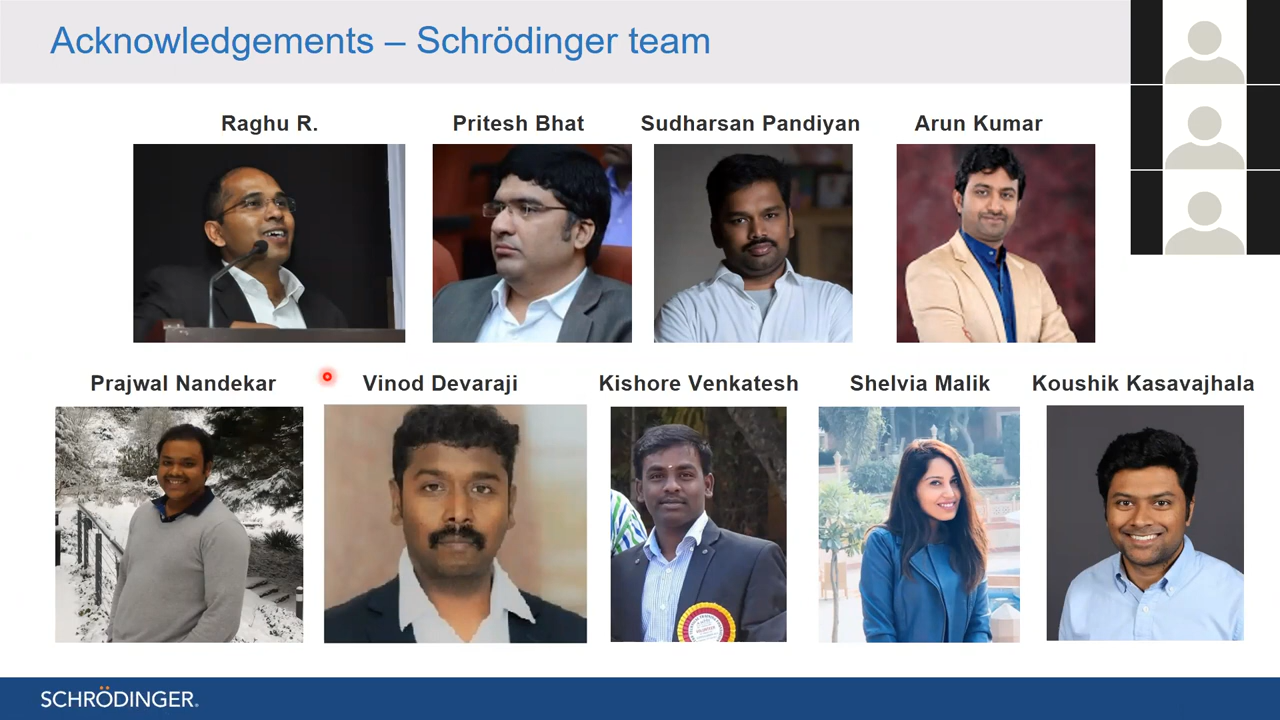 Acknowledgements – Schrödinger team
Raghu R.
Pritesh Bhat
Sudharsan Pandiyan
Arun Kumar
Prajwal Nandekar
Vinod Devaraji
Kishore Venkatesh
Shelvia Malik
Koushik Kasavajhala
SCHRÖDINGER.